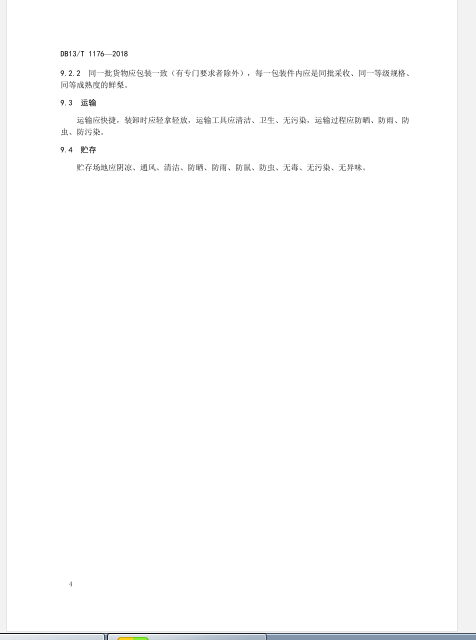 DB13/T 1176—2018
9.2.2 同一批货物应包装一致（有专门要求者除外），每一包装件内应是同批采收、同一等级规格、
同等成熟度的鲜梨。
9.3 运输
运输应快捷，装卸时应轻拿轻放，运输工具应清洁、卫生、无污染，运输过程应防晒、防雨、防
虫、防污染。
9.4 贮存
贮存场地应阴凉、通风、清洁、防晒、防雨、防鼠、防虫、无毒、无污染、无异味。
4